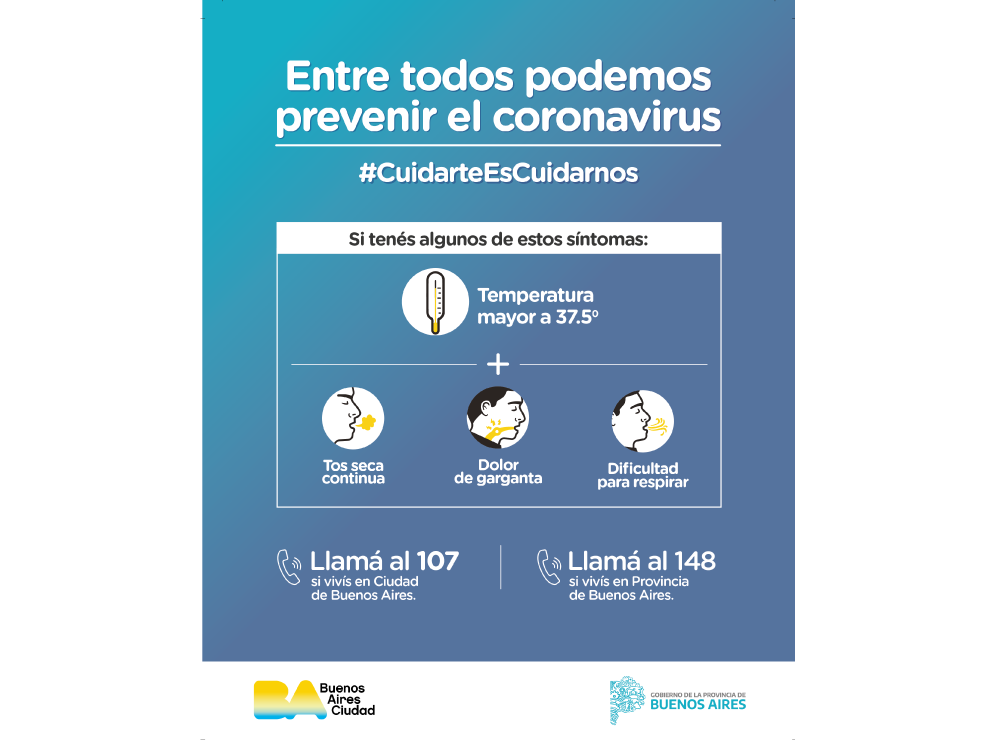 Entre todos podemos
prevenir el coronavirus
#CuidarteEsCuidarnos
Si tenés algunos de estos síntomas:
Temperatura
mayor a 37.5º
+
Tos seca
continua
Dolor
de garganta
Dificultad
para respirar
Llamá al 107
si vivís en Ciudad
de Buenos Aires.
Llamá al 148
si vivís en Provincia
de Buenos Aires.
BA
Buenos
Aires
Ciudad
GOBIERNO DE LA PROVINCIA DE
BUENOS AIRES